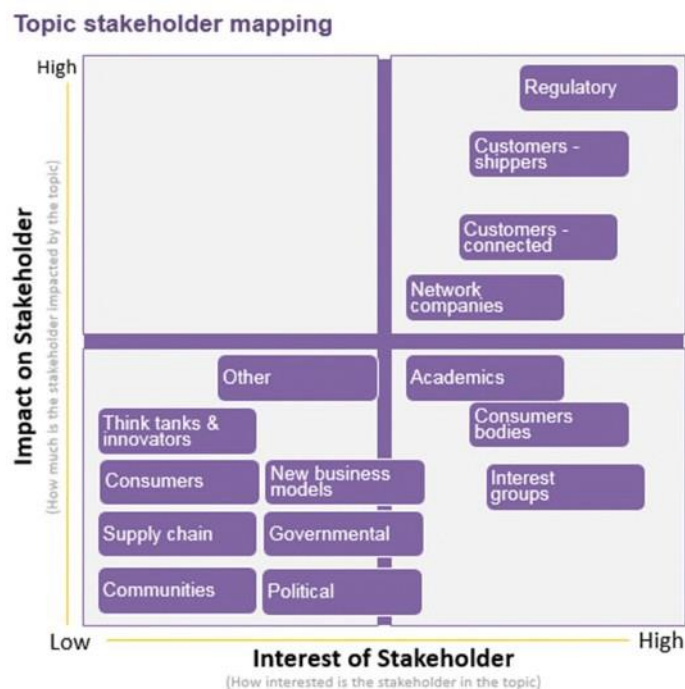 Topic stakeholder mapping
High
Regulatory
Customers -
shippers
Customers -
connected
Network
companies
Impact on Stakeholder
(How much is the stakeholder impacted by the topic)
Other
Academics
Think tanks &
innovators
Consumers
bodies
Consumers
New business
models
Interest
groups
Supply chain
Governmental
Communities
Political
Low
High
Interest of Stakeholder
(How interested is the stakeholder in the topic)